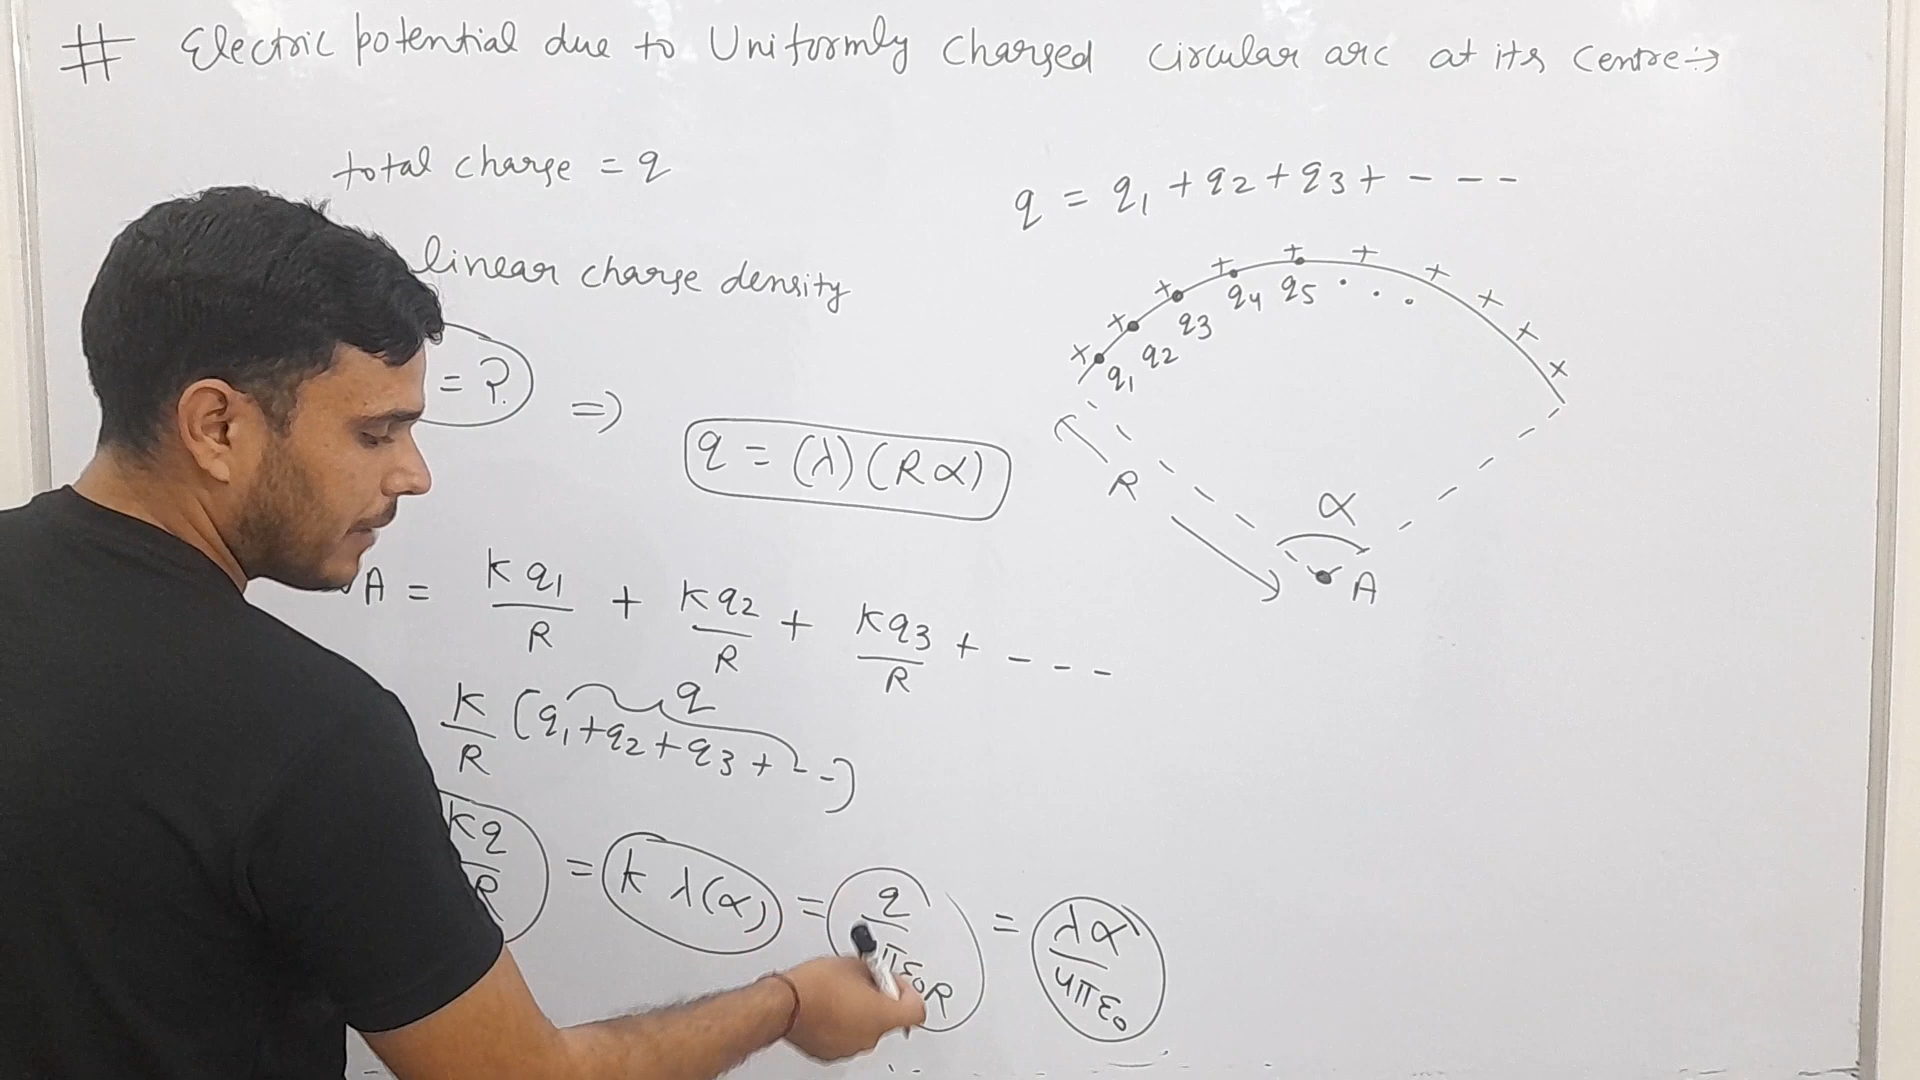 # Electric potential due to Uniformly Charged Circular arc at its Centre :→
total charge = q
q = q₁ + q₂ + q₃ + - - -
linear charge density
= ?
=> q = (λ)(Rα)
+ + + + + + + + + +
q₁ q₂ q₃ q₄ q₅ . . . .
R
α
A
A = kq₁/R + kq₂/R + kq₃/R + - - -
q
k/R (q₁+q₂+q₃+--)
kq/R = k λ(α) = q/πε₀R = λα/4πε₀